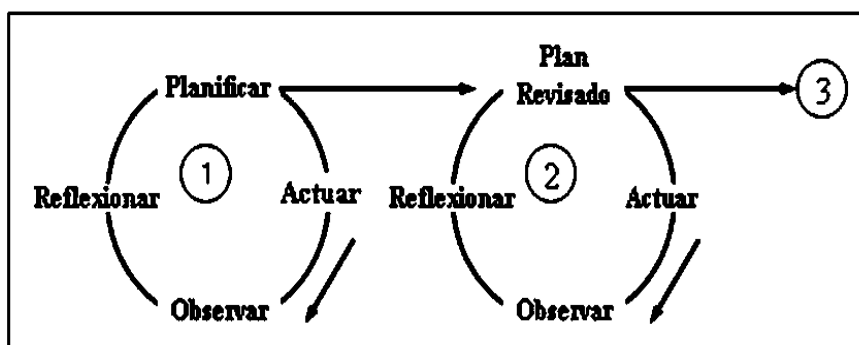 Planificar
1
Reflexionar
Actuar
Observar
Plan
Revisado
2
Reflexionar
Actuar
Observar
3